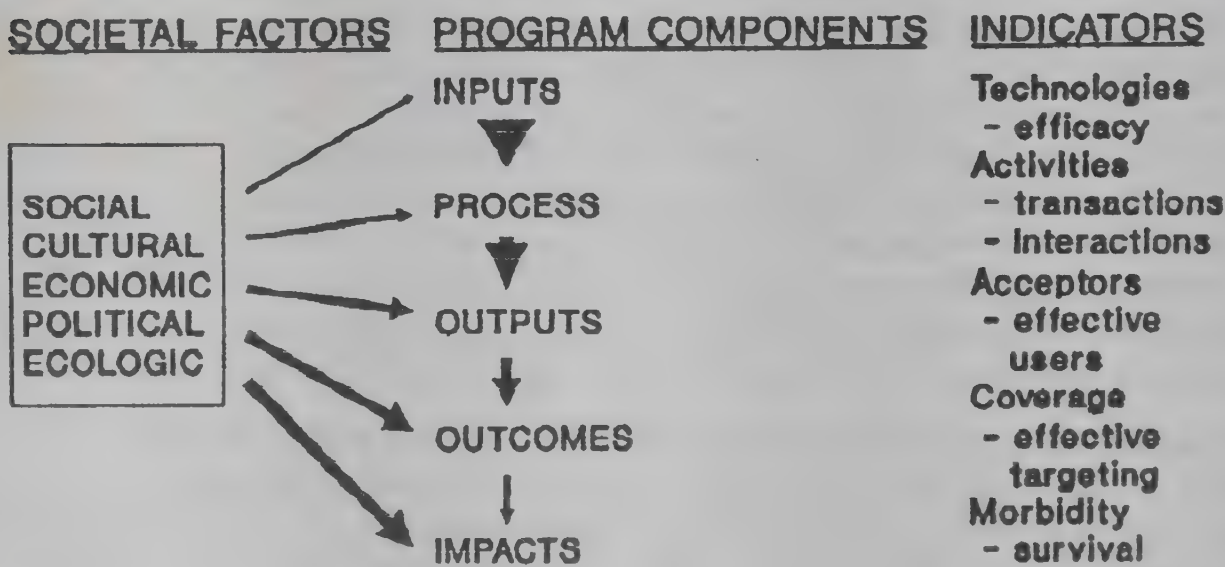 SOCIETAL FACTORS PROGRAM COMPONENTS INDICATORS
SOCIAL
CULTURAL
ECONOMIC
POLITICAL
ECOLOGIC
INPUTS
PROCESS
OUTPUTS
OUTCOMES
IMPACTS
Technologies
- efficacy
Activities
- transactions
- interactions
Acceptors
- effective
users
Coverage
- effective
targeting
Morbidity
- survival